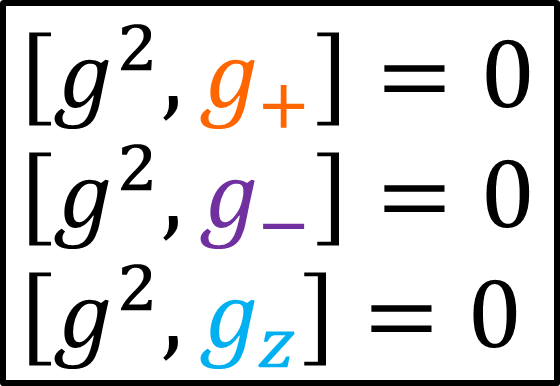 [g², g₊] = 0
[g², g₋] = 0
[g², g_z] = 0